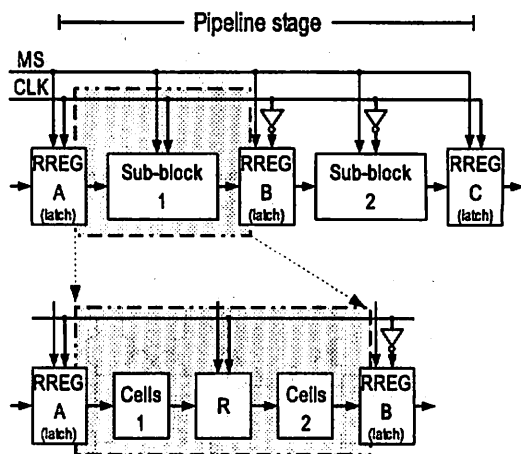 Pipeline stage
MS
CLK
RREG
A
(latch)
Sub-block
1
RREG
B
(latch)
Sub-block
2
RREG
C
(latch)
RREG
A
(latch)
Cells
1
R
Cells
2
RREG
B
(latch)